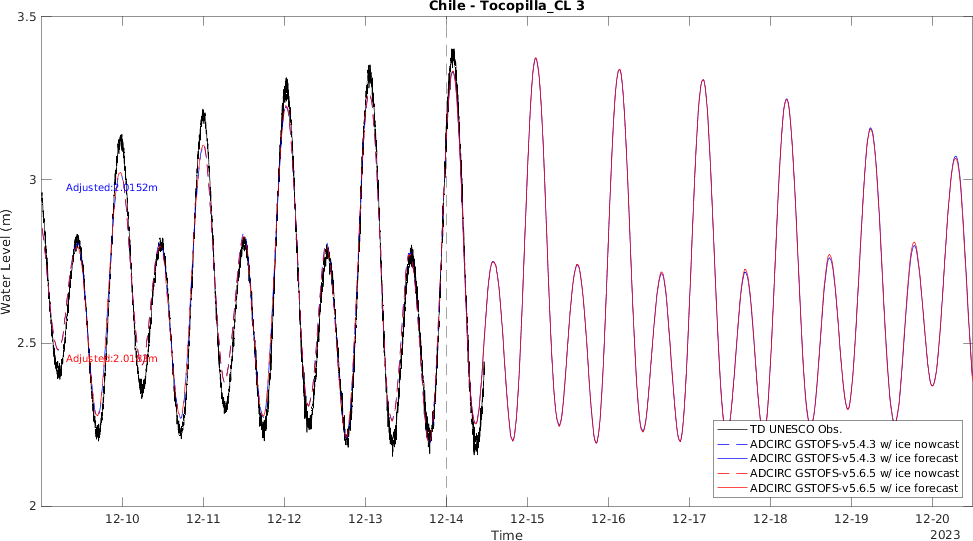 Chile - Tocopilla_CL 3
Water Level (m)
3.5
3
2.5
2
Adjusted:2.0152m
12-10
12-11
12-12
12-13
12-14
12-15
12-16
12-17
12-18
12-19
12-20
2023
Time
TD UNESCO Obs.
ADCIRC GSTOFS-v5.4.3 w/ ice nowcast
ADCIRC GSTOFS-v5.4.3 w/ ice forecast
ADCIRC GSTOFS-v5.6.5 w/ ice nowcast
ADCIRC GSTOFS-v5.6.5 w/ ice forecast